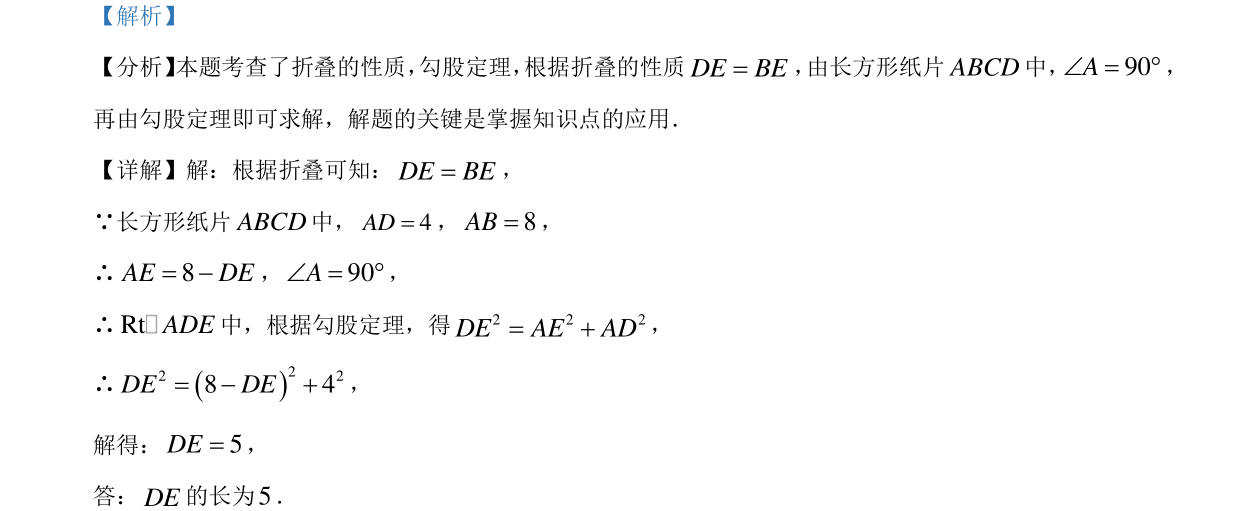 【解析】
【分析】本题考查了折叠的性质,勾股定理,根据折叠的性质 DE = BE ,由长方形纸片 ABCD 中, ∠A = 90° ,
再由勾股定理即可求解，解题的关键是掌握知识点的应用.
【详解】解：根据折叠可知： DE = BE ,
∵长方形纸片 ABCD 中， AD = 4 ， AB = 8 ,
∴ AE = 8 − DE ， ∠A = 90° ,
∴ Rt□ ADE 中，根据勾股定理，得 DE² = AE² + AD² ,
∴ DE² = (8 − DE)² + 4² ,
解得： DE = 5 ,
答： DE 的长为 5 .